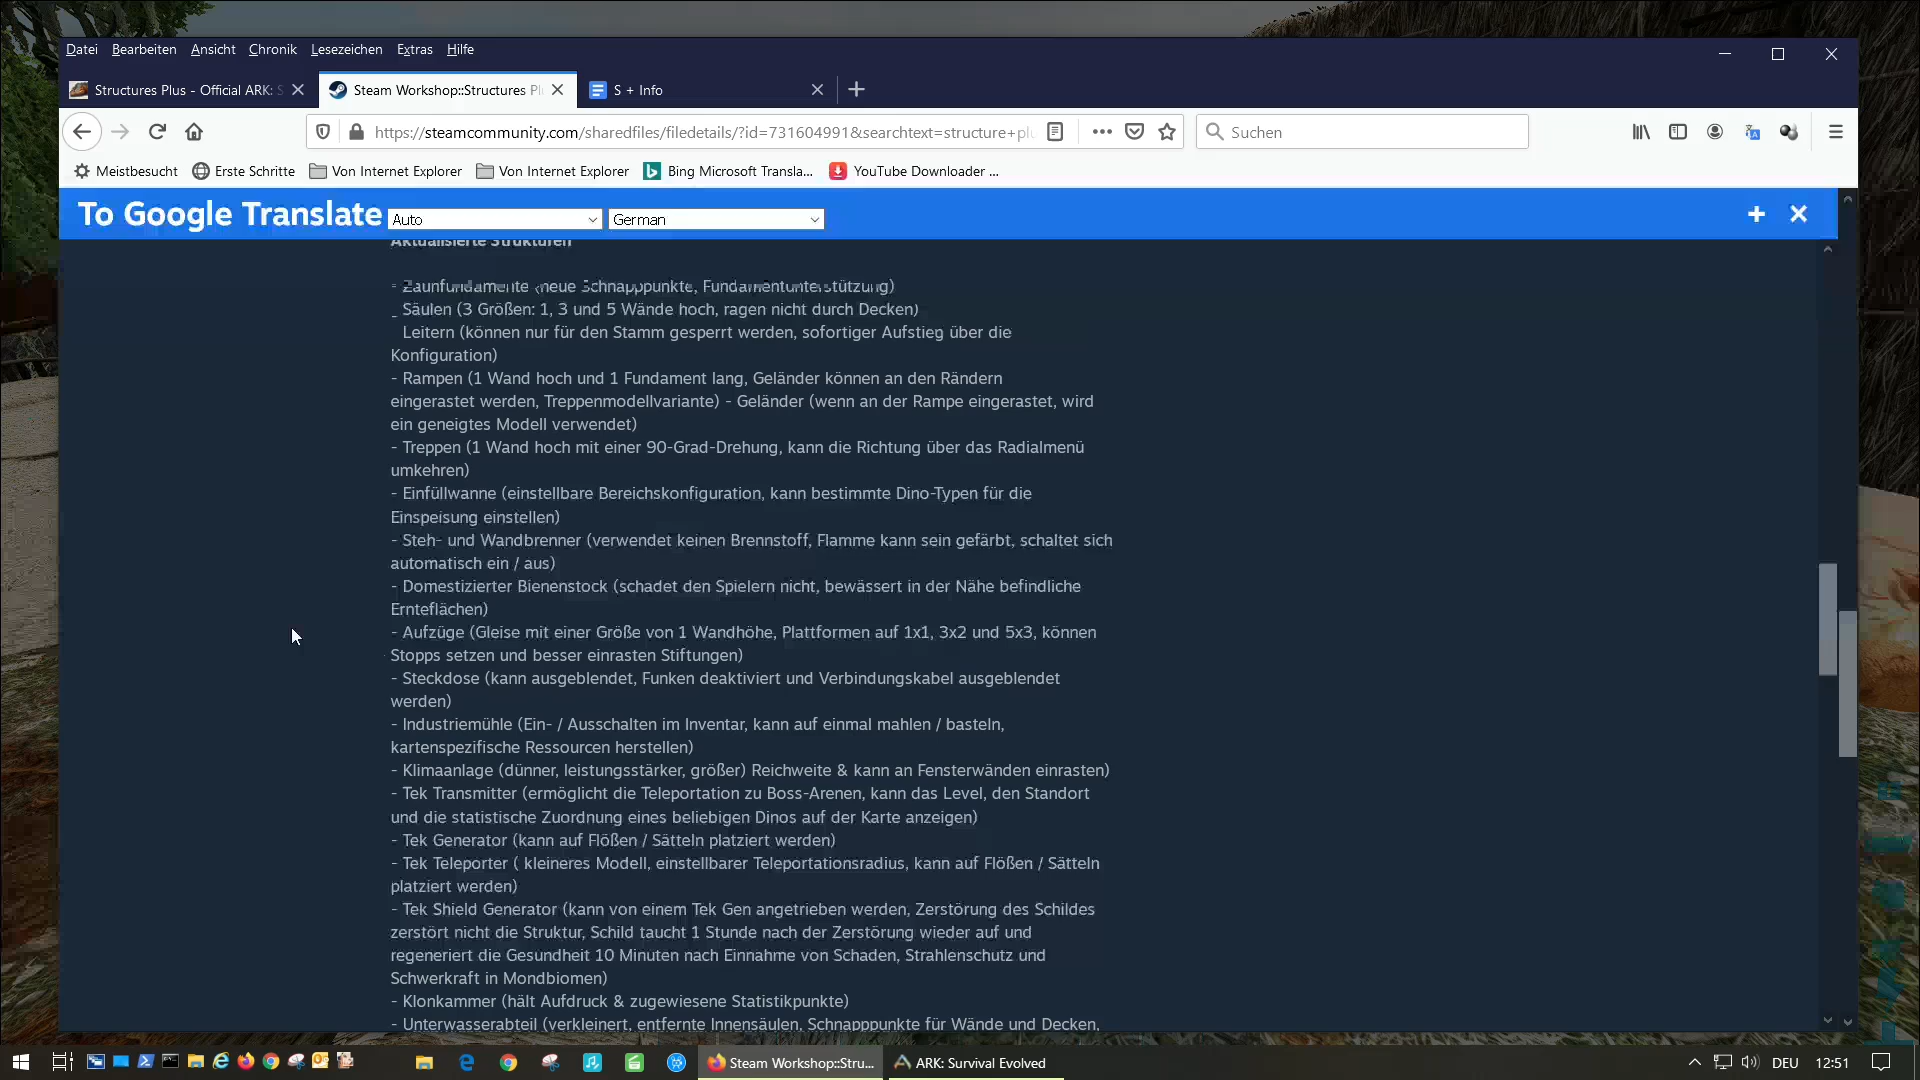 Datei Bearbeiten Ansicht Chronik Lesezeichen Extras Hilfe
Structures Plus - Official ARK: S
Steam Workshop::Structures Pl
S + Info
https://steamcommunity.com/sharedfiles/filedetails/?id=731604991&searchtext=structure+plu
Suchen
Meistbesucht Erste Schritte Von Internet Explorer Von Internet Explorer Bing Microsoft Transla... YouTube Downloader ...
To Google Translate Auto German
Aktualisierte Strukturen
- Zaunfundamente (neue Schnapppunkte, Fundamentunterstützung)
- Säulen (3 Größen: 1, 3 und 5 Wände hoch, ragen nicht durch Decken)
Leitern (können nur für den Stamm gesperrt werden, sofortiger Aufstieg über die
Konfiguration)
- Rampen (1 Wand hoch und 1 Fundament lang, Geländer können an den Rändern
eingerastet werden, Treppenmodellvariante) - Geländer (wenn an der Rampe eingerastet, wird
ein geneigtes Modell verwendet)
- Treppen (1 Wand hoch mit einer 90-Grad-Drehung, kann die Richtung über das Radialmenü
umkehren)
- Einfüllwanne (einstellbare Bereichskonfiguration, kann bestimmte Dino-Typen für die
Einspeisung einstellen)
- Steh- und Wandbrenner (verwendet keinen Brennstoff, Flamme kann sein gefärbt, schaltet sich
automatisch ein / aus)
- Domestizierter Bienenstock (schadet den Spielern nicht, bewässert in der Nähe befindliche
Ernteflächen)
- Aufzüge (Gleise mit einer Größe von 1 Wandhöhe, Plattformen auf 1x1, 3x2 und 5x3, können
Stopps setzen und besser einrasten Stiftungen)
- Steckdose (kann ausgeblendet, Funken deaktiviert und Verbindungskabel ausgeblendet
werden)
- Industriemühle (Ein- / Ausschalten im Inventar, kann auf einmal mahlen / basteln,
kartenspezifische Ressourcen herstellen)
- Klimaanlage (dünner, leistungsstärker, größer) Reichweite & kann an Fensterwänden einrasten)
- Tek Transmitter (ermöglicht die Teleportation zu Boss-Arenen, kann das Level, den Standort
und die statistische Zuordnung eines beliebigen Dinos auf der Karte anzeigen)
- Tek Generator (kann auf Flößen / Sätteln platziert werden)
- Tek Teleporter ( kleineres Modell, einstellbarer Teleportationsradius, kann auf Flößen / Sätteln
platziert werden)
- Tek Shield Generator (kann von einem Tek Gen angetrieben werden, Zerstörung des Schildes
zerstört nicht die Struktur, Schild taucht 1 Stunde nach der Zerstörung wieder auf und
regeneriert die Gesundheit 10 Minuten nach Einnahme von Schaden, Strahlenschutz und
Schwerkraft in Mondbiomen)
- Klonkammer (hält Aufdruck & zugewiesene Statistikpunkte)
- Unterwasserabteil (verkleinert, entfernte Innensäulen, Schnapppunkte für Wände und Decken,
Steam Workshop::Stru... ARK: Survival Evolved DEU 12:51